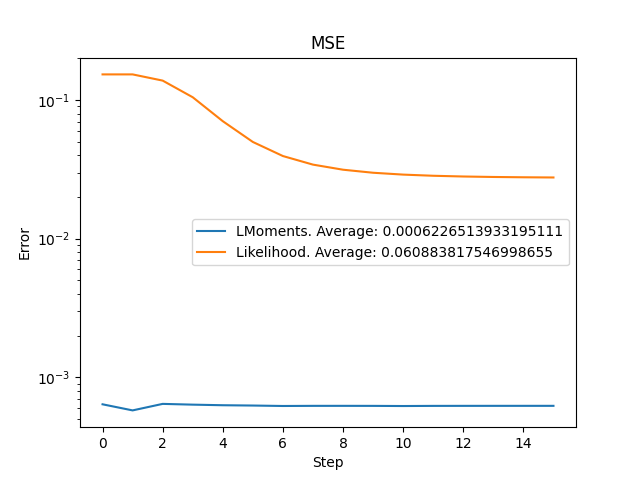 MSE
Error
10⁻¹
10⁻²
10⁻³
LMoments. Average: 0.0006226513933195111
Likelihood. Average: 0.060883817546998655
0 2 4 6 8 10 12 14
Step